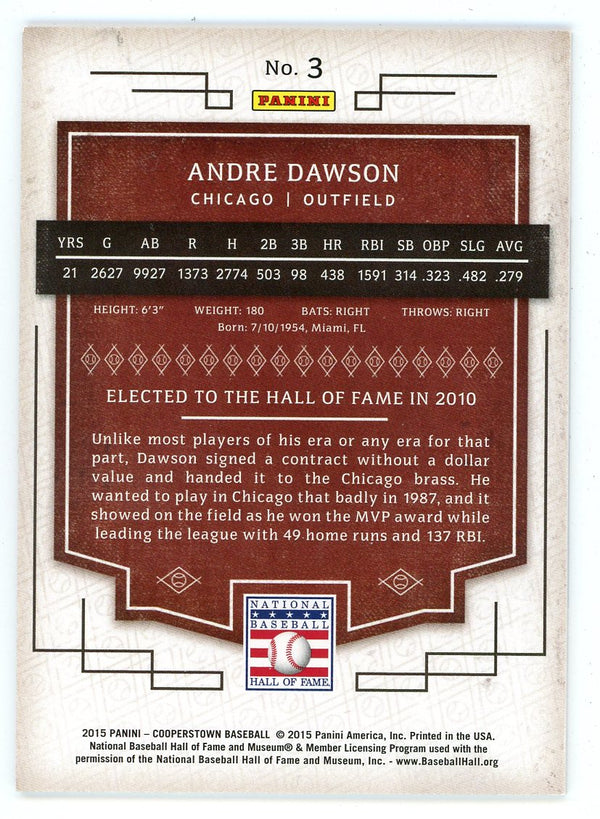 No. 3
PANINI
ANDRE DAWSON
CHICAGO | OUTFIELD
YRS G AB R H 2B 3B HR RBI SB OBP SLG AVG
21 2627 9927 1373 2774 503 98 438 1591 314 .323 .482 .279
HEIGHT: 6'3" WEIGHT: 180 BATS: RIGHT THROWS: RIGHT
Born: 7/10/1954, Miami, FL
ELECTED TO THE HALL OF FAME IN 2010
Unlike most players of his era or any era for that
part, Dawson signed a contract without a dollar
value and handed it to the Chicago brass. He
wanted to play in Chicago that badly in 1987, and it
showed on the field as he won the MVP award while
leading the league with 49 home runs and 137 RBI.
NATIONAL
BASEBALL
HALL OF FAME
2015 PANINI – COOPERSTOWN BASEBALL © 2015 Panini America, Inc. Printed in the USA.
National Baseball Hall of Fame and Museum® & Member Licensing Program used with the
permission of the National Baseball Hall of Fame and Museum, Inc. - www.BaseballHall.org